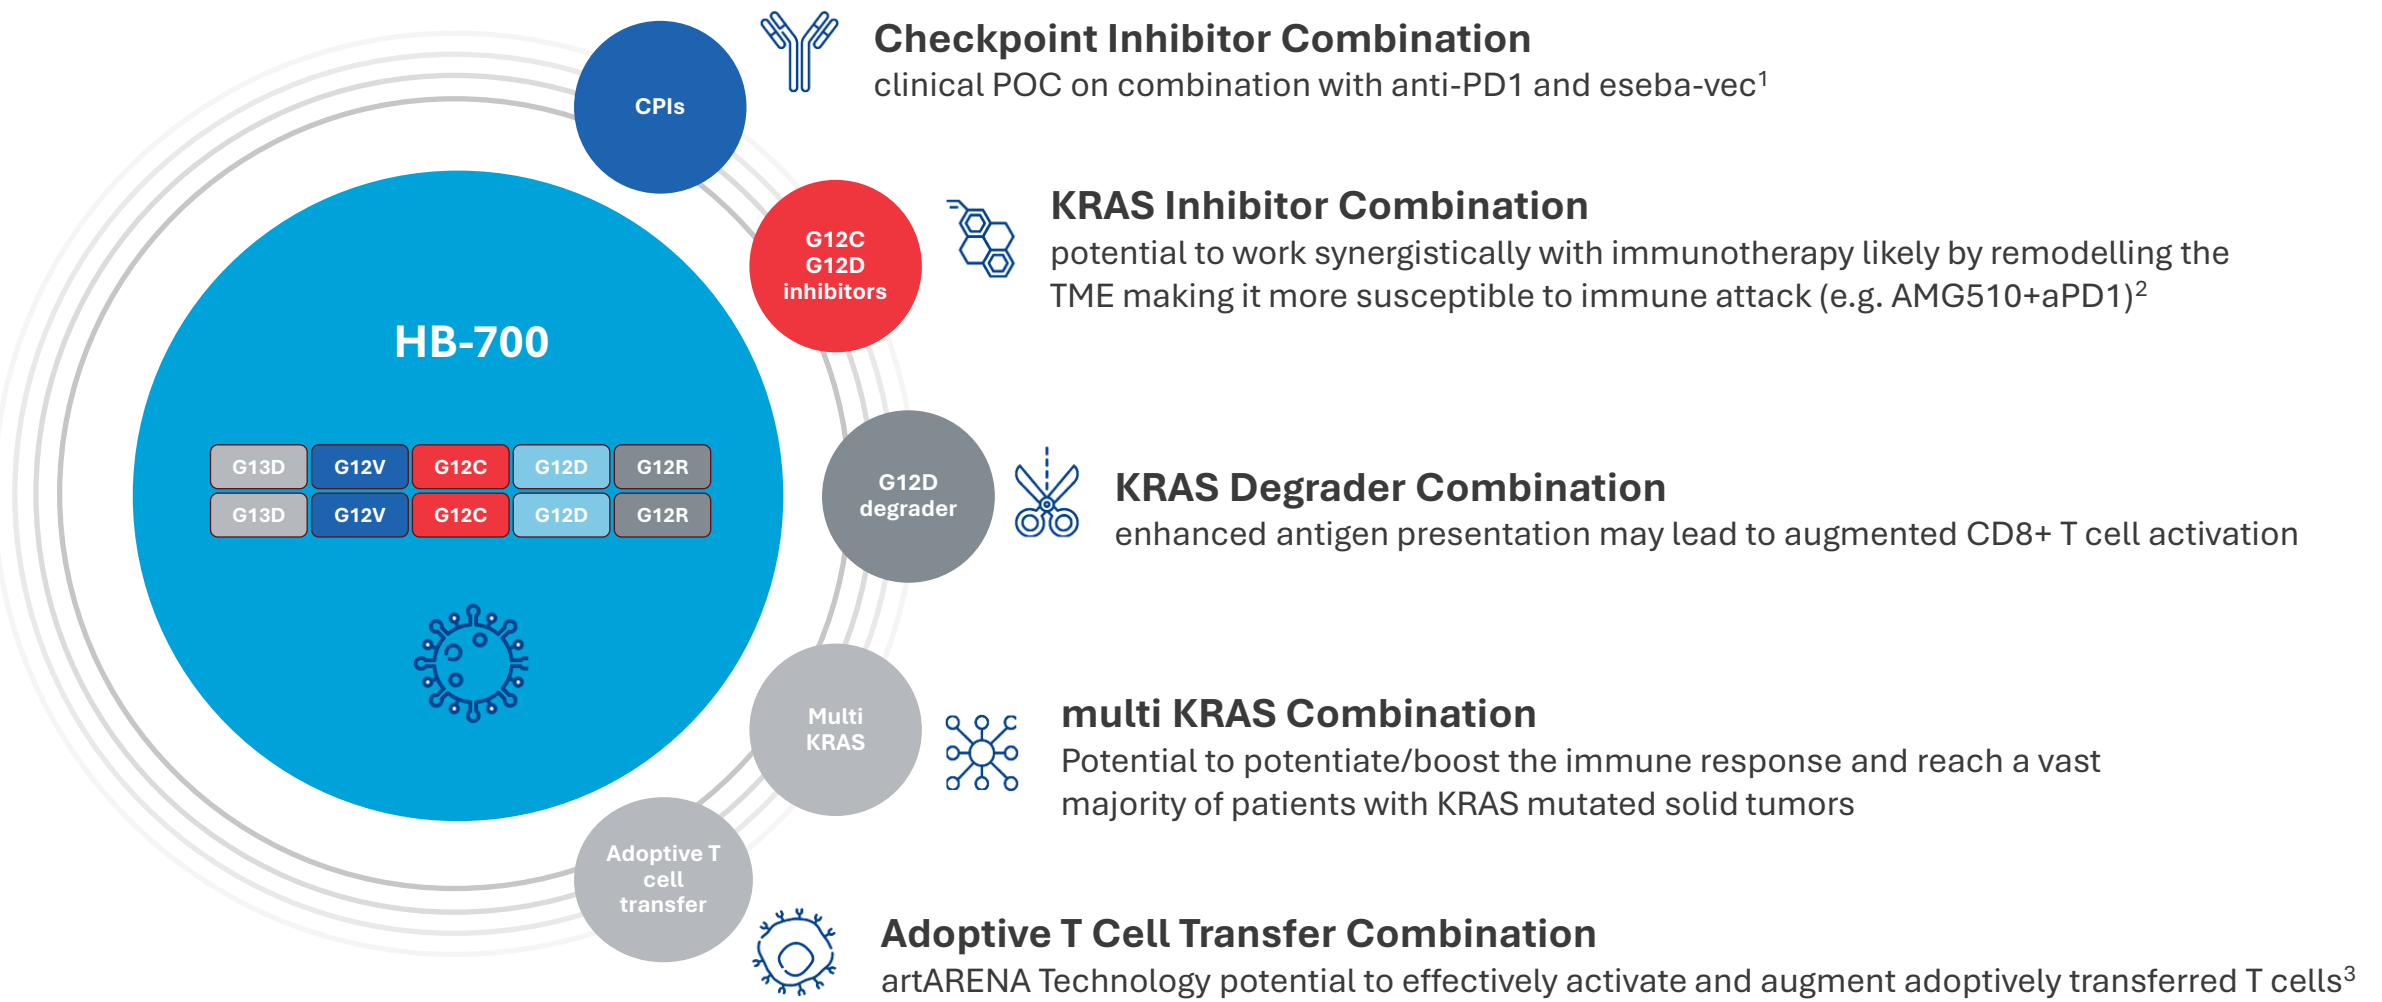 CPIs
Checkpoint Inhibitor Combination
clinical POC on combination with anti-PD1 and eseba-vec¹
G12C
G12D
inhibitors
KRAS Inhibitor Combination
potential to work synergistically with immunotherapy likely by remodelling the
TME making it more susceptible to immune attack (e.g. AMG510+aPD1)²
HB-700
G13D G12V G12C G12D G12R
G13D G12V G12C G12D G12R
G12D
degrader
KRAS Degrader Combination
enhanced antigen presentation may lead to augmented CD8+ T cell activation
Multi
KRAS
multi KRAS Combination
Potential to potentiate/boost the immune response and reach a vast
majority of patients with KRAS mutated solid tumors
Adoptive T
cell
transfer
Adoptive T Cell Transfer Combination
artARENA Technology potential to effectively activate and augment adoptively transferred T cells³